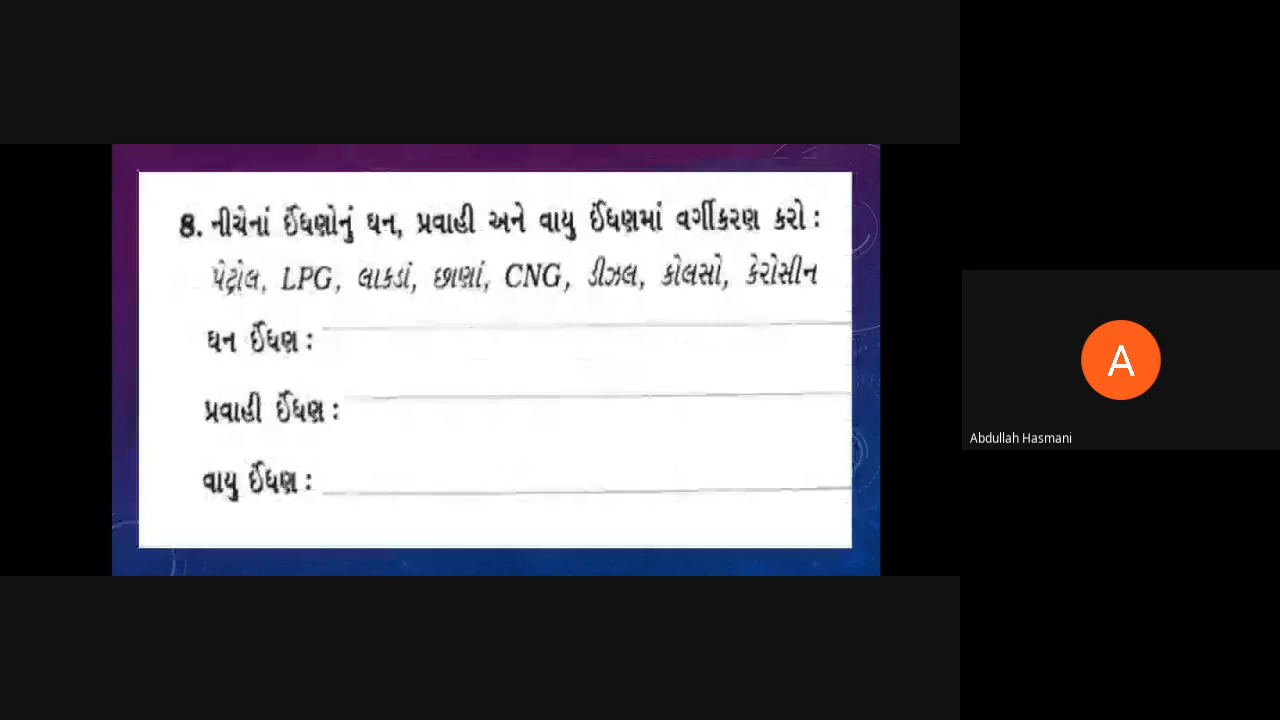 8. નીચેનાં ઈંધણોનું ઘન, પ્રવાહી અને વાયુ ઈંધણમાં વર્ગીકરણ કરો :
પેટ્રોલ, LPG, લાકડાં, છાણાં, CNG, ડીઝલ, કોલસો, કેરોસીન
ઘન ઈંધણ :
પ્રવાહી ઈંધણ :
વાયુ ઈંધણ :
A
Abdullah Hasmani